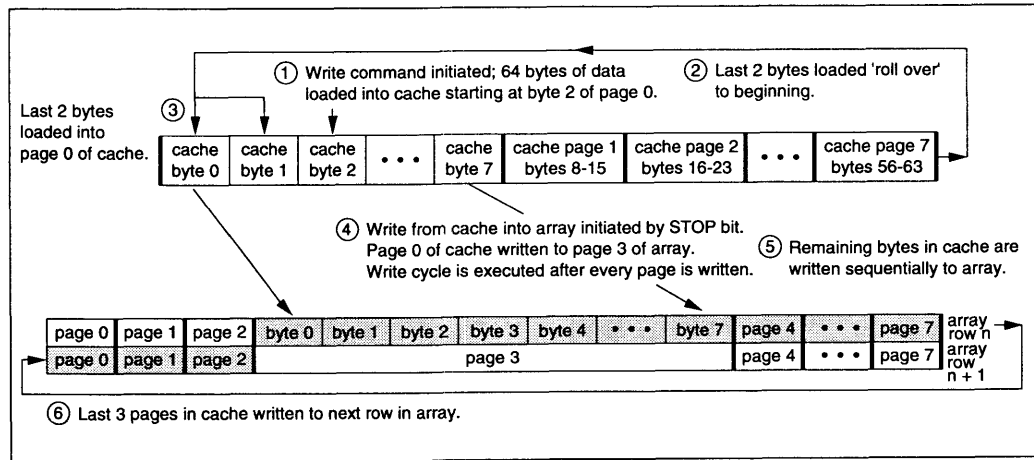 ① Write command initiated; 64 bytes of data
loaded into cache starting at byte 2 of page 0.
② Last 2 bytes loaded 'roll over'
to beginning.
③
Last 2 bytes
loaded into
page 0 of cache.
cache byte 0 cache byte 1 cache byte 2 • • • cache byte 7 cache page 1 bytes 8-15 cache page 2 bytes 16-23 • • • cache page 7 bytes 56-63
④ Write from cache into array initiated by STOP bit.
Page 0 of cache written to page 3 of array.
Write cycle is executed after every page is written.
⑤ Remaining bytes in cache are
written sequentially to array.
page 0 page 1 page 2 byte 0 byte 1 byte 2 byte 3 byte 4 • • • byte 7 page 4 • • • page 7 array row n
page 0 page 1 page 2 page 3 page 4 • • • page 7 array row n + 1
⑥ Last 3 pages in cache written to next row in array.